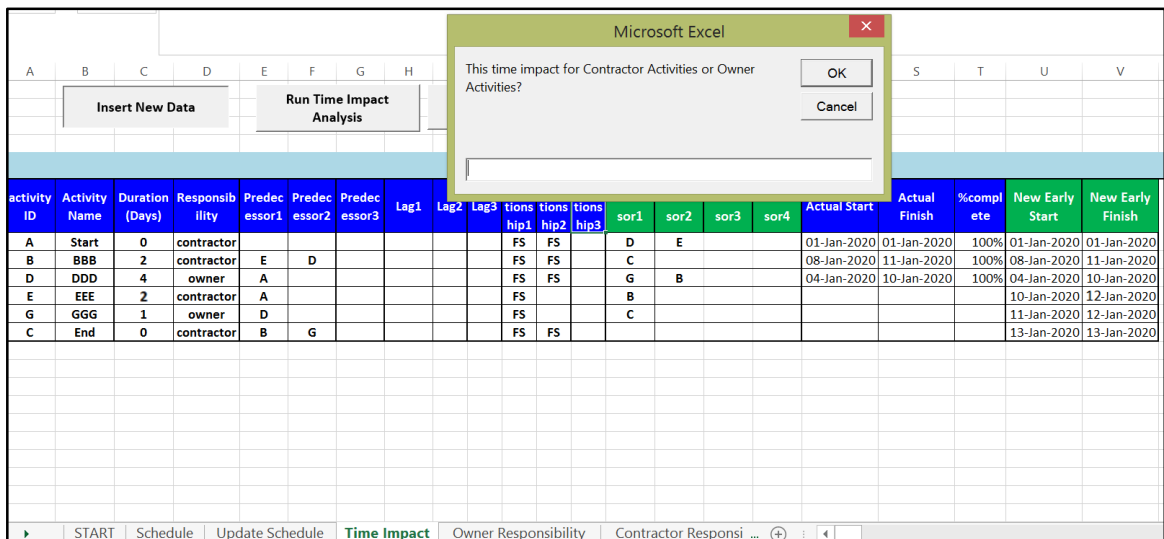 Microsoft Excel
This time impact for Contractor Activities or Owner
Activities?
OK
Cancel
A B C D E F G H S T U V
Insert New Data
Run Time Impact
Analysis
activity Activity Duration Responsib Predec Predec Predec Lag1 Lag2 Lag3 tions tions tions sor1 sor2 sor3 sor4 Actual Start Actual %compl New Early New Early
ID Name (Days) ility essor1 essor2 essor3 hip1 hip2 hip3 Finish ete Start Finish
A Start 0 contractor FS FS D E 01-Jan-2020 01-Jan-2020 100% 01-Jan-2020 01-Jan-2020
B BBB 2 contractor E D FS FS C 08-Jan-2020 11-Jan-2020 100% 08-Jan-2020 11-Jan-2020
D DDD 4 owner A FS FS G B 04-Jan-2020 10-Jan-2020 100% 04-Jan-2020 10-Jan-2020
E EEE 2 contractor A FS B 10-Jan-2020 12-Jan-2020
G GGG 1 owner D FS C 11-Jan-2020 12-Jan-2020
C End 0 contractor B G FS FS 13-Jan-2020 13-Jan-2020
START Schedule Update Schedule Time Impact Owner Responsibility Contractor Responsi ...